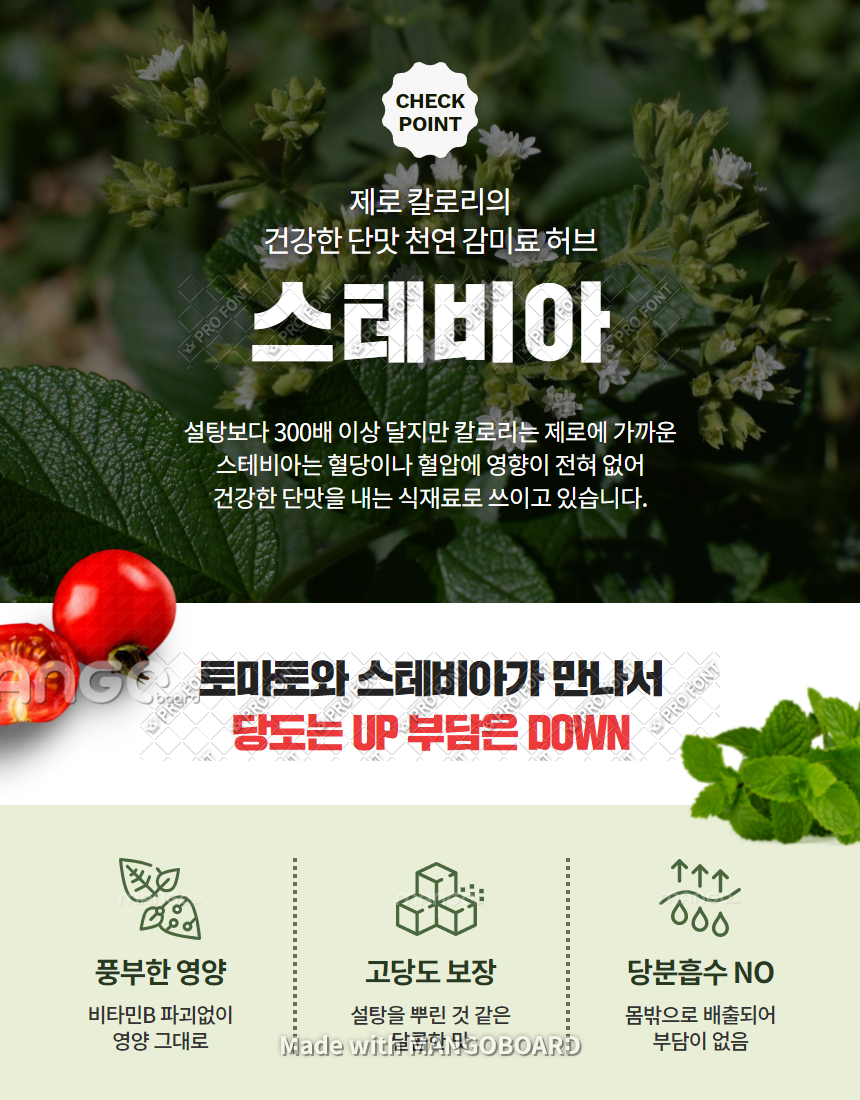 CHECK
POINT
제로 칼로리의
건강한 단맛 천연 감미료 허브
스테비아
설탕보다 300배 이상 달지만 칼로리는 제로에 가까운
스테비아는 혈당이나 혈압에 영향이 전혀 없어
건강한 단맛을 내는 식재료로 쓰이고 있습니다.
토마토와 스테비아가 만나서
당도는 UP 부담은 DOWN
풍부한 영양
비타민B 파괴없이
영양 그대로
고당도 보장
설탕을 뿌린 것 같은
달콤한 맛
당분흡수 NO
몸밖으로 배출되어
부담이 없음
Made with MANGOBOARD
PRO FONT